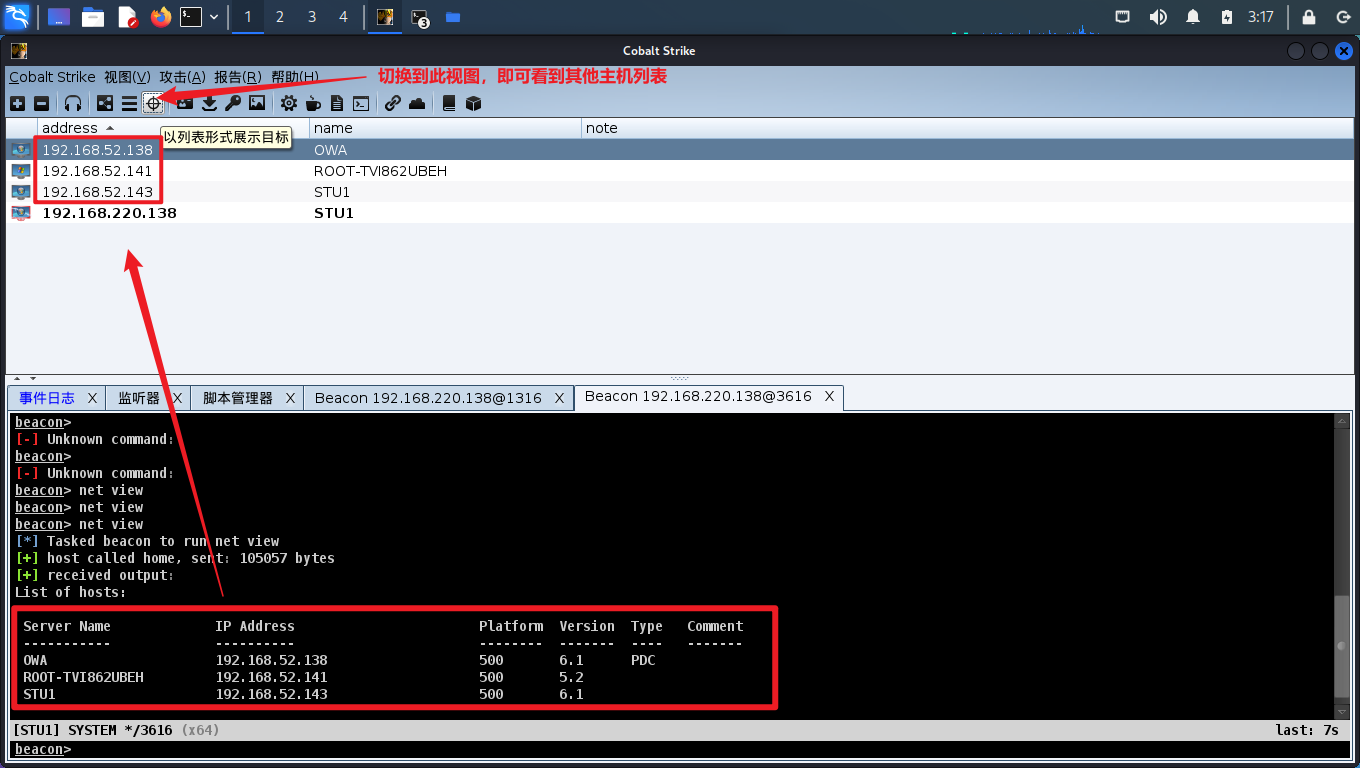 1 2 3 4 3 3:17
Cobalt Strike
Cobalt Strike 视图(V) 攻击(A) 报告(R) 帮助(H)
切换到此视图，即可看到其他主机列表
address name note
以列表形式展示目标
192.168.52.138 OWA
192.168.52.141 ROOT-TVI862UBEH
192.168.52.143 STU1
192.168.220.138 STU1
事件日志 X 监听器 X 脚本管理器 X Beacon 192.168.220.138@1316 X Beacon 192.168.220.138@3616 X
beacon>
[-] Unknown command:
beacon>
[-] Unknown command:
beacon> net view
beacon> net view
beacon> net view
[*] Tasked beacon to run net view
[+] host called home, sent: 105057 bytes
[+] received output:
List of hosts:
Server Name IP Address Platform Version Type Comment
----------- ---------- -------- ------- ---- -------
OWA 192.168.52.138 500 6.1 PDC
ROOT-TVI862UBEH 192.168.52.141 500 5.2
STU1 192.168.52.143 500 6.1
[STU1] SYSTEM */3616 (x64) last: 7s
beacon>